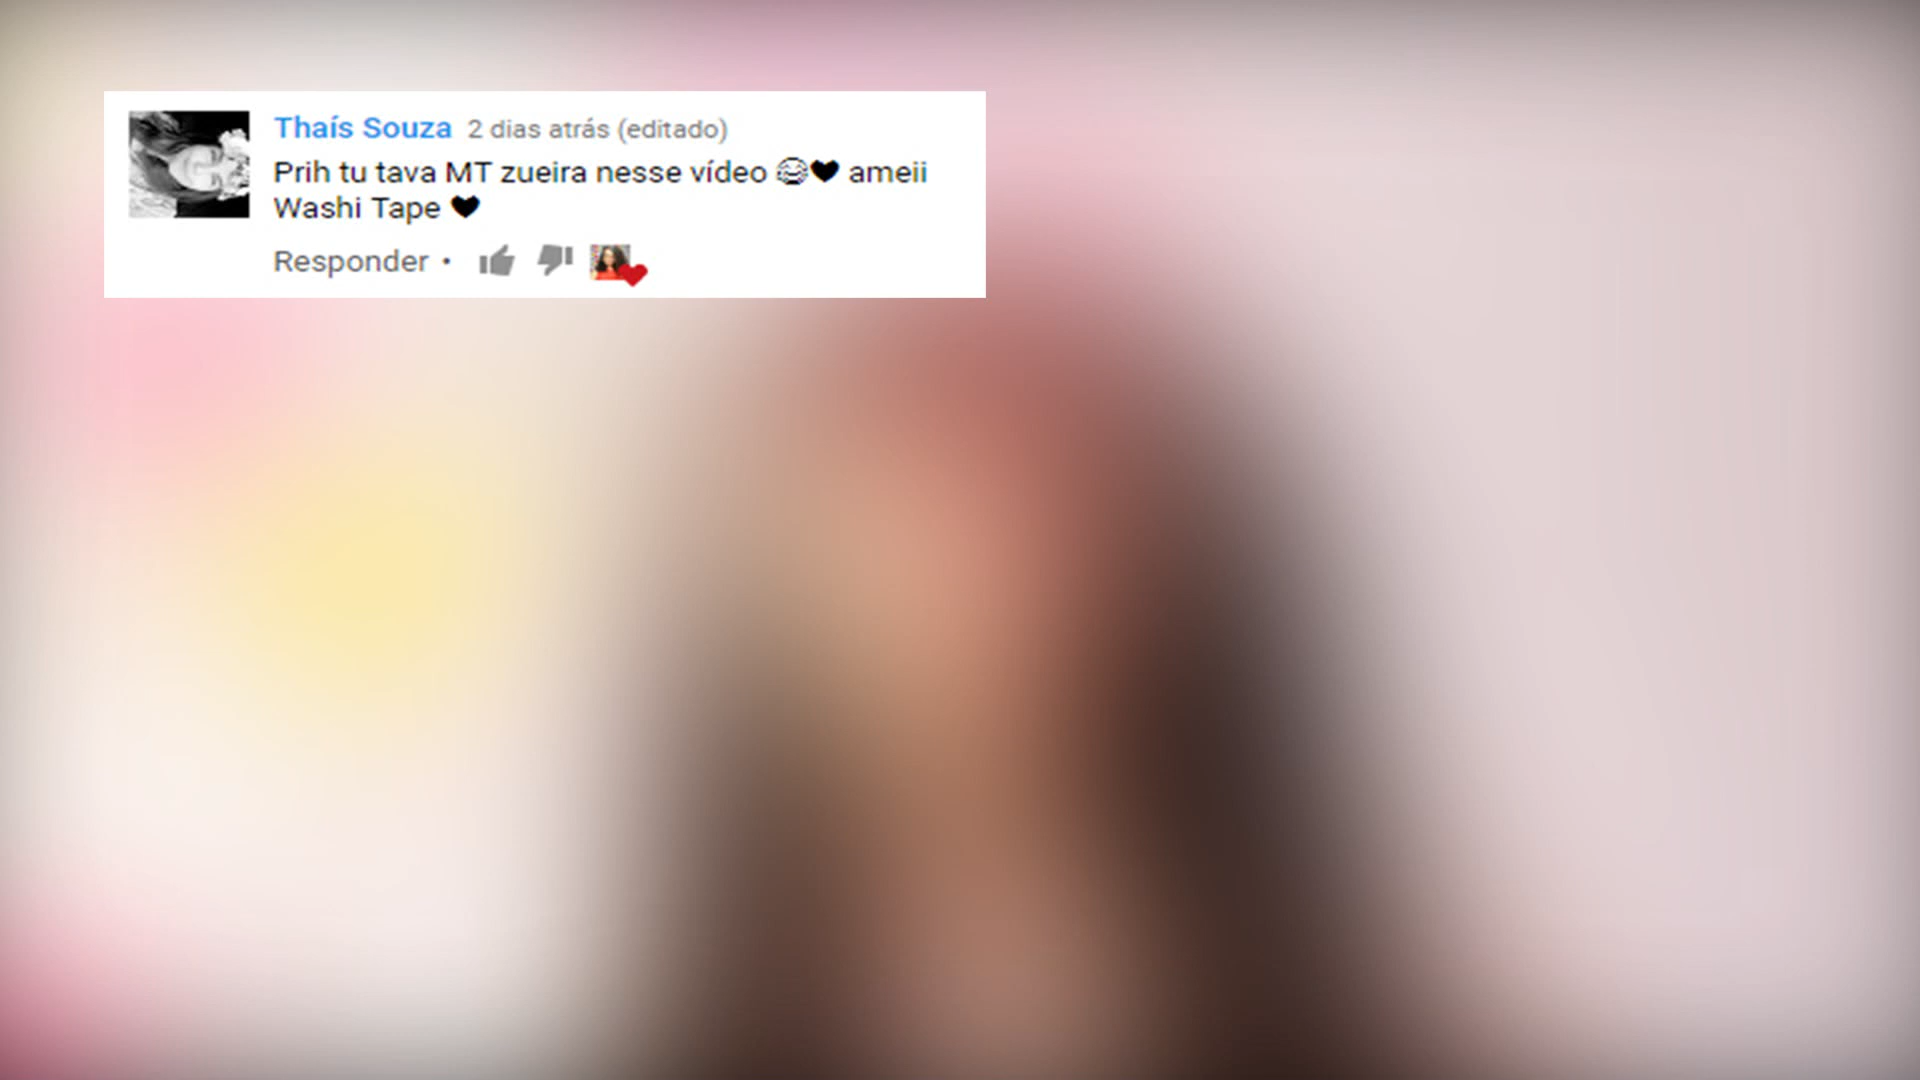 Thaís Souza 2 dias atrás (editado)
Prih tu tava MT zueira nesse vídeo 😂🖤 ameii
Washi Tape 🖤
Responder •